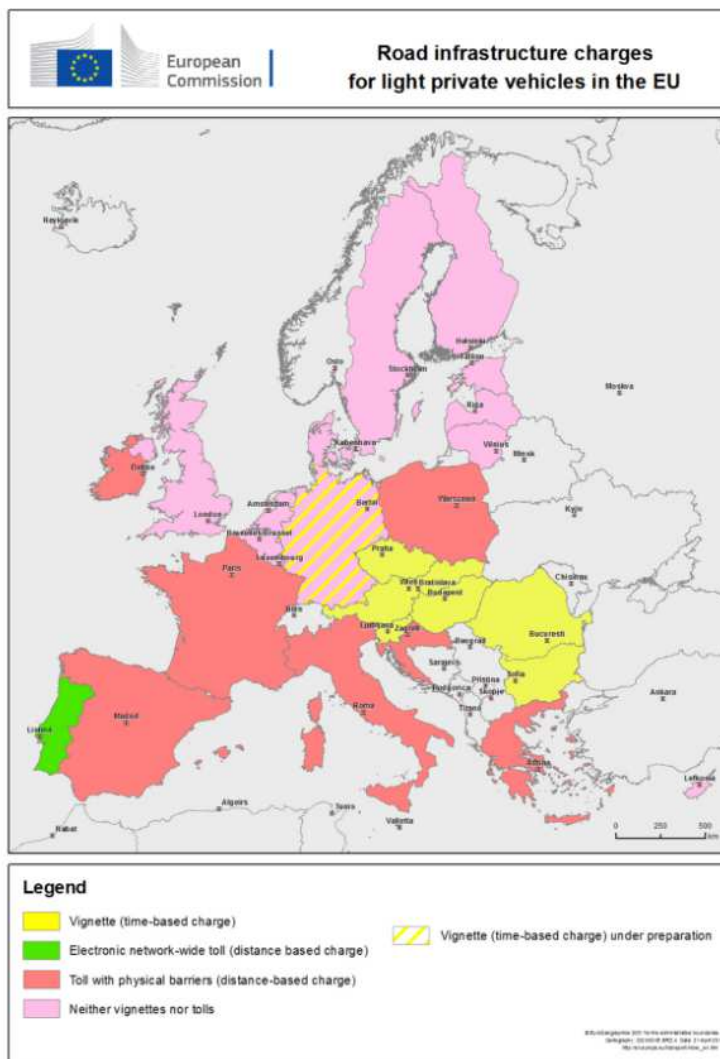 European
Commission
Road infrastructure charges
for light private vehicles in the EU
Reykjavik
Helsinki
Tallinn
Oslo
Stockholm
Riga
Moskva
København
Vilnius
Minsk
Dublin
Amsterdam
Berlin
Warszawa
London
Kyiv
Luxembourg
Praha
Paris
Wien
Bratislava
Budapest
Chisinau
Bern
Ljubljana
Zagreb
Bucuresti
Beograd
Sarajevo
Pristina
Sofia
Podgorica
Skopje
Tirana
Ankara
Madrid
Roma
Lisboa
Athinai
Lefkosia
Algiers
Tunis
Valletta
Rabat
0 250 500
km
Legend
Vignette (time-based charge)
Electronic network-wide toll (distance based charge)
Toll with physical barriers (distance-based charge)
Neither vignettes nor tolls
Vignette (time-based charge) under preparation